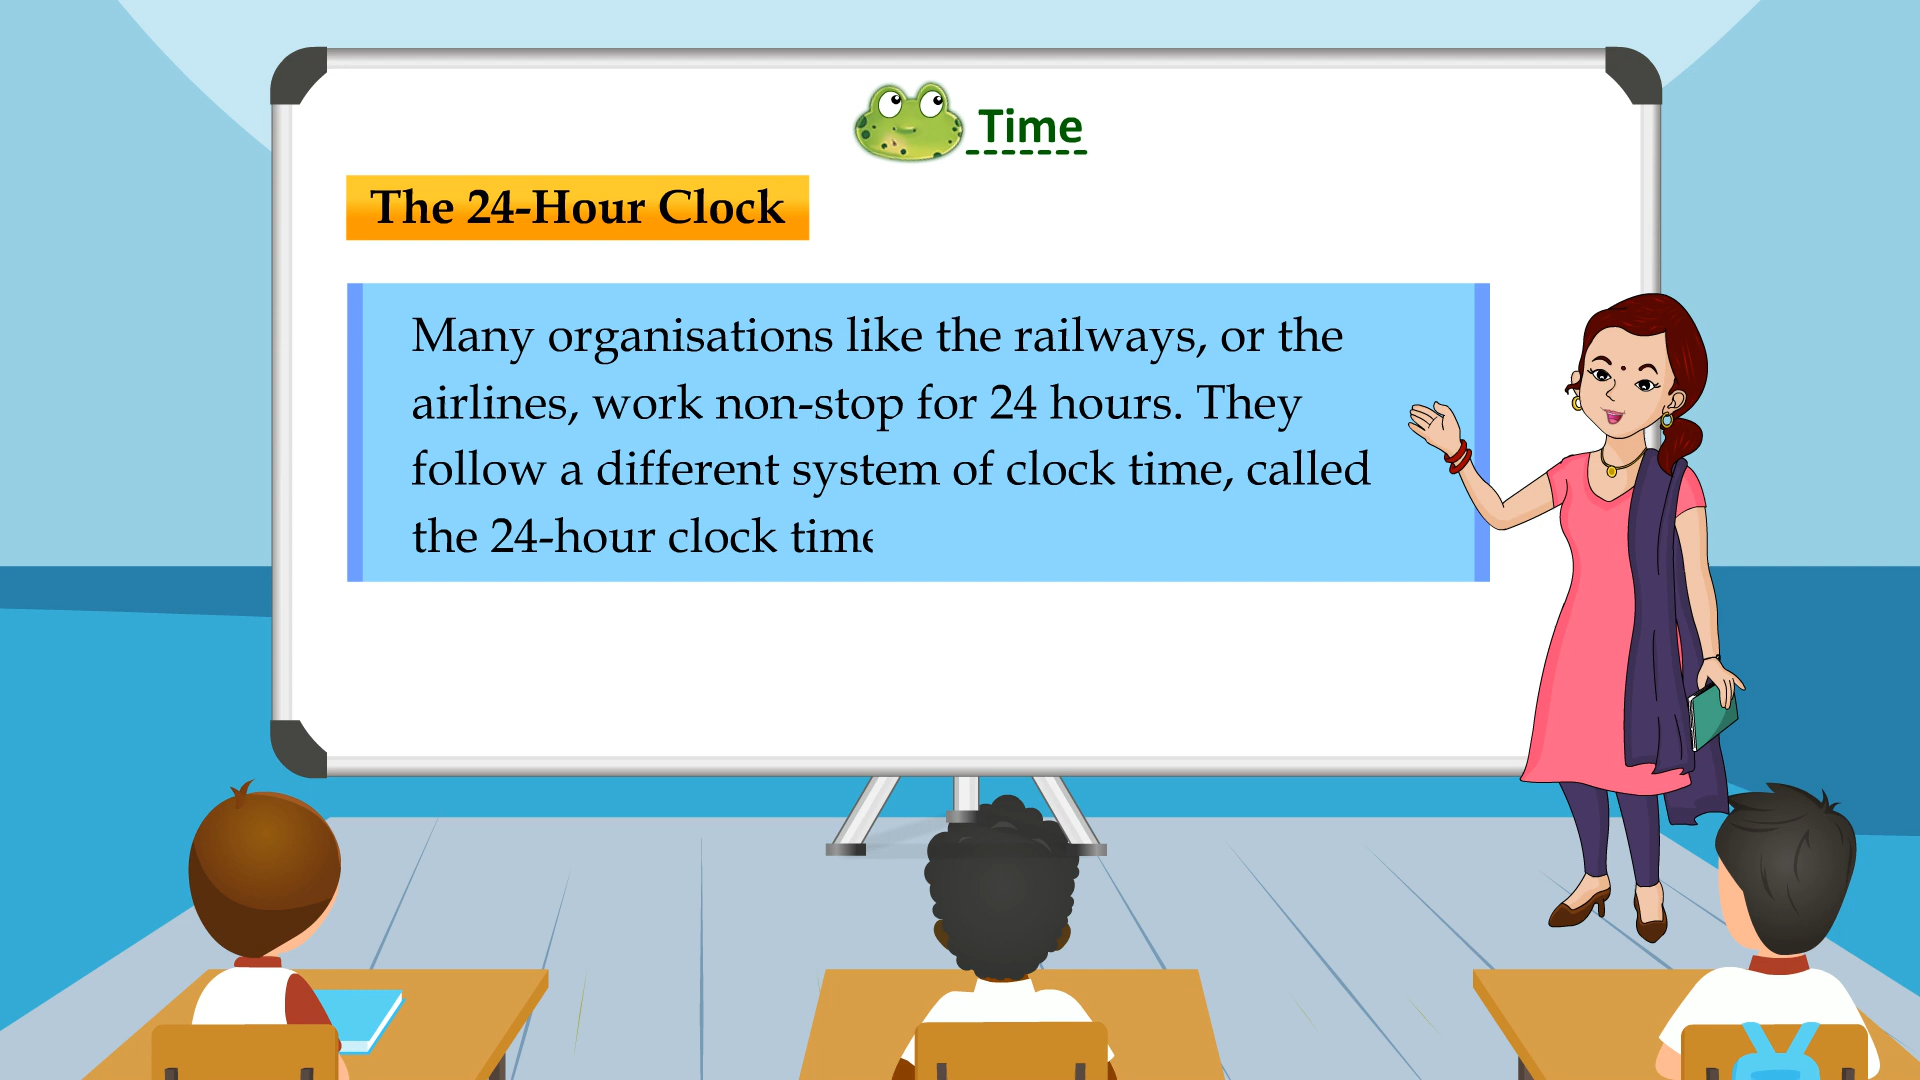 Time
The 24-Hour Clock
Many organisations like the railways, or the
airlines, work non-stop for 24 hours. They
follow a different system of clock time, called
the 24-hour clock time